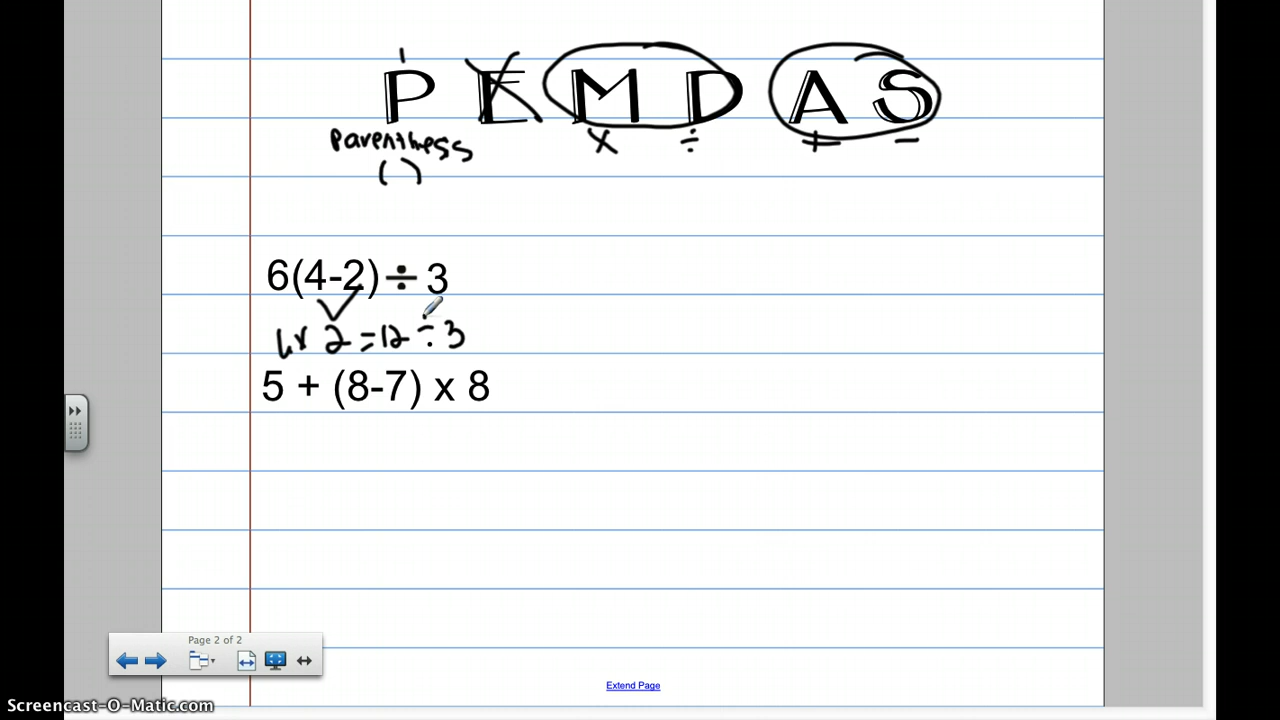 P E M D A S
Parenthess × ÷ + −
( )
6(4-2) ÷ 3
6x 2 = 12 ÷ 3
5 + (8-7) x 8
Page 2 of 2
Extend Page
Screencast-O-Matic.com